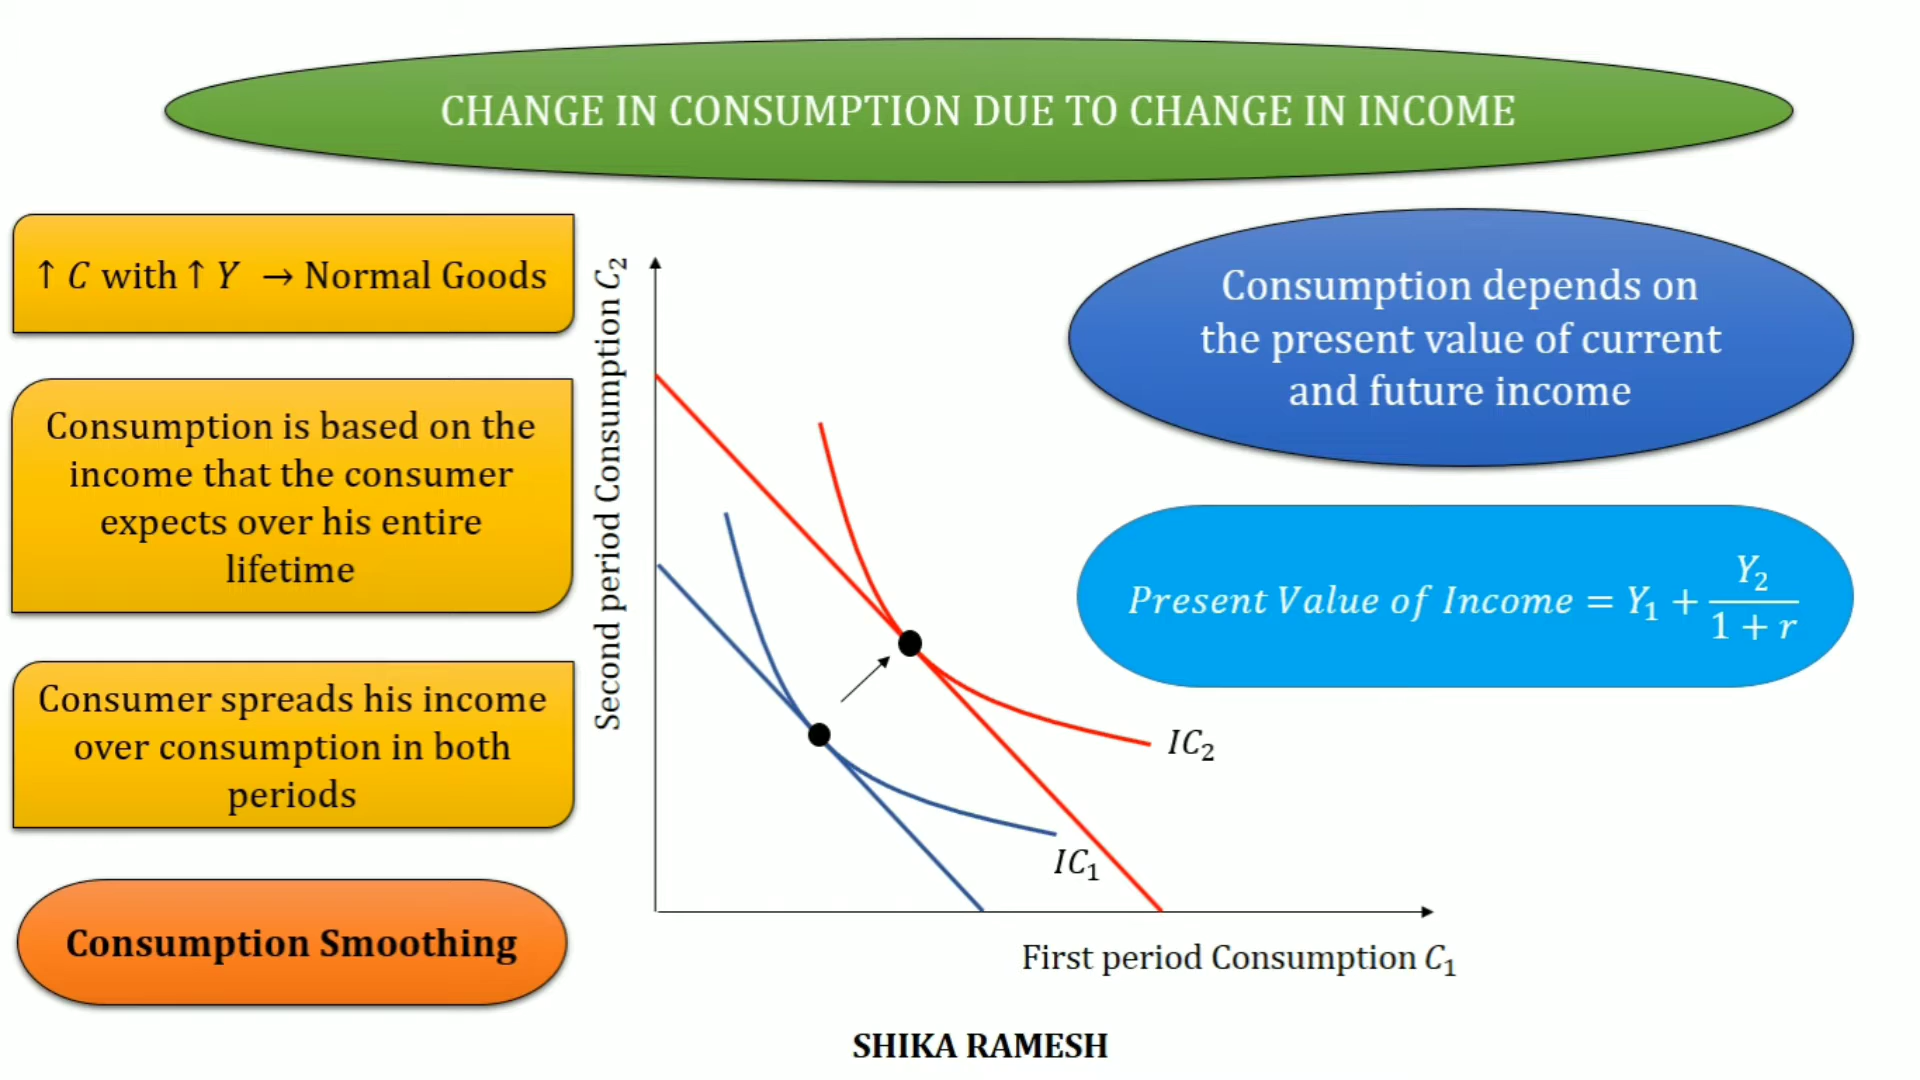 CHANGE IN CONSUMPTION DUE TO CHANGE IN INCOME
↑ C with ↑ Y → Normal Goods
Consumption is based on the
income that the consumer
expects over his entire
lifetime
Consumer spreads his income
over consumption in both
periods
Consumption Smoothing
Second period Consumption C₂
IC₂
IC₁
First period Consumption C₁
Consumption depends on
the present value of current
and future income
Present Value of Income = Y₁ + Y₂/(1 + r)
SHIKA RAMESH